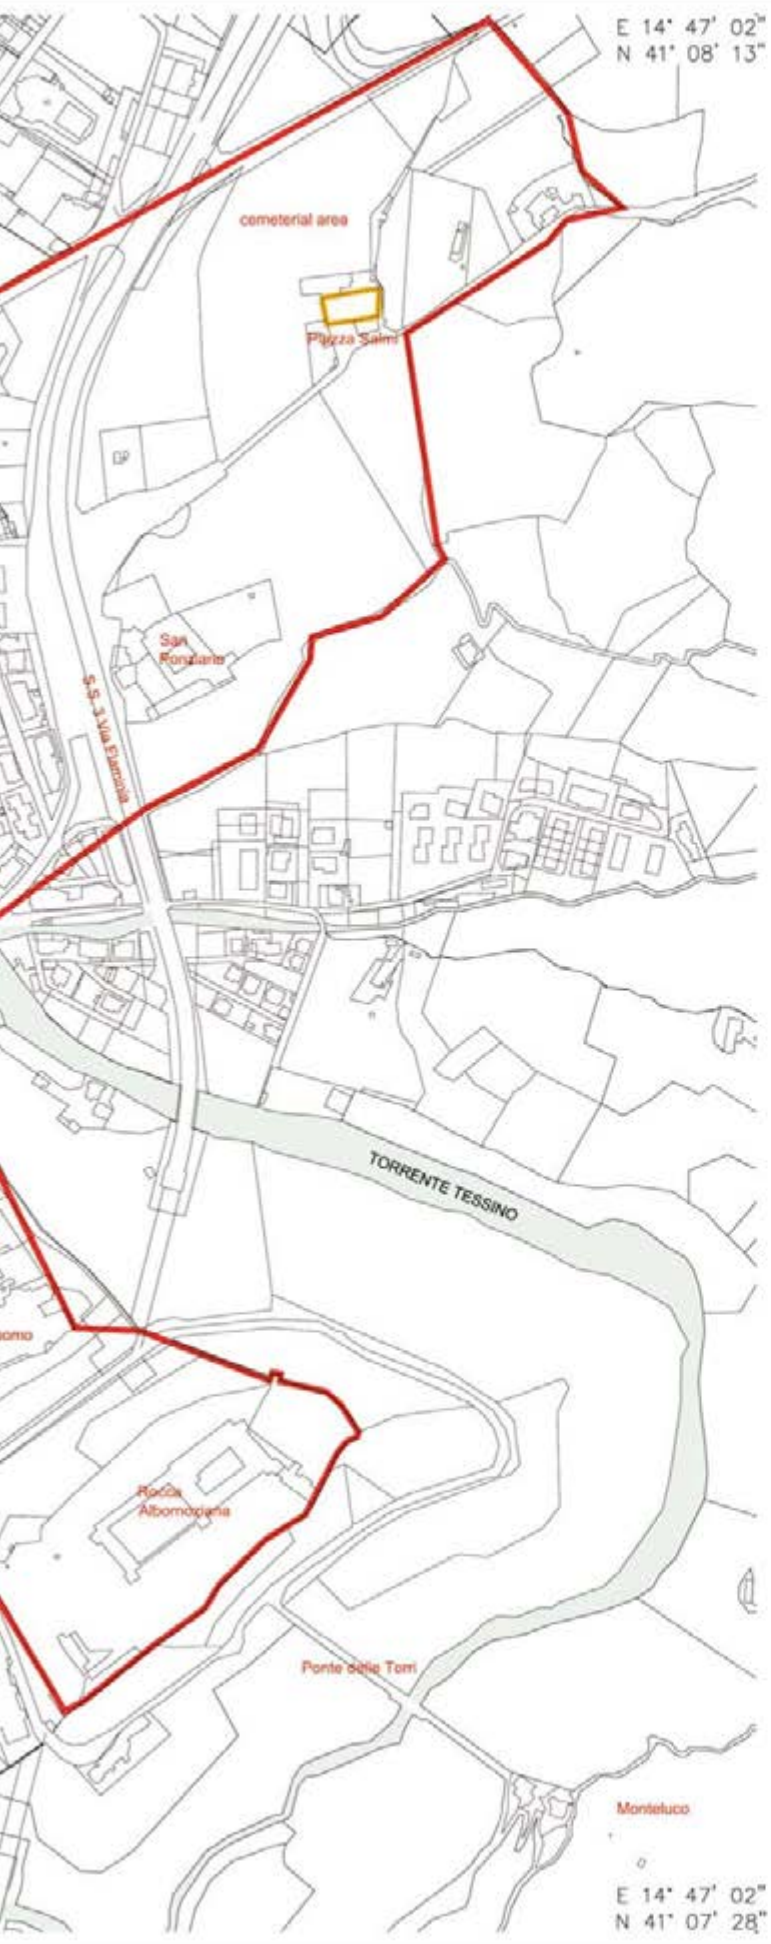 E 14° 47' 02"
N 41° 08' 13"
cemeterial area
Piazza Salmi
San
Ponziano
S.S. 3 Via Flaminia
TORRENTE TESSINO
uomo
Rocca
Albornoziana
Ponte delle Torri
Monteluco
E 14° 47' 02"
N 41° 07' 28"